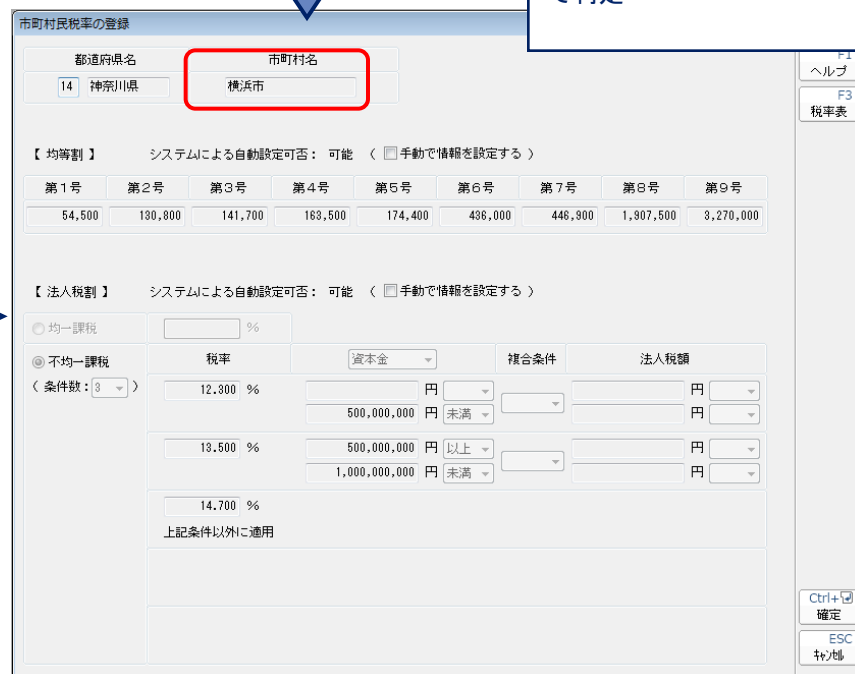 て判定
市町村民税率の登録
都道府県名 市町村名
14 神奈川県 横浜市
F1
ヘルプ
F3
税率表
【 均等割 】 システムによる自動設定可否： 可能 （ 手動で情報を設定する ）
第1号 第2号 第3号 第4号 第5号 第6号 第7号 第8号 第9号
54,500 130,800 141,700 163,500 174,400 436,000 446,900 1,907,500 3,270,000
【 法人税割 】 システムによる自動設定可否： 可能 （ 手動で情報を設定する ）
均一課税 %
不均一課税 税率 資本金 複合条件 法人税額
（ 条件数：3 ） 12.300 % 円 円
500,000,000 円 未満 円
13.500 % 500,000,000 円 以上 円
1,000,000,000 円 未満 円
14.700 %
上記条件以外に適用
Ctrl+
確定
ESC
ｷｬﾝｾﾙ